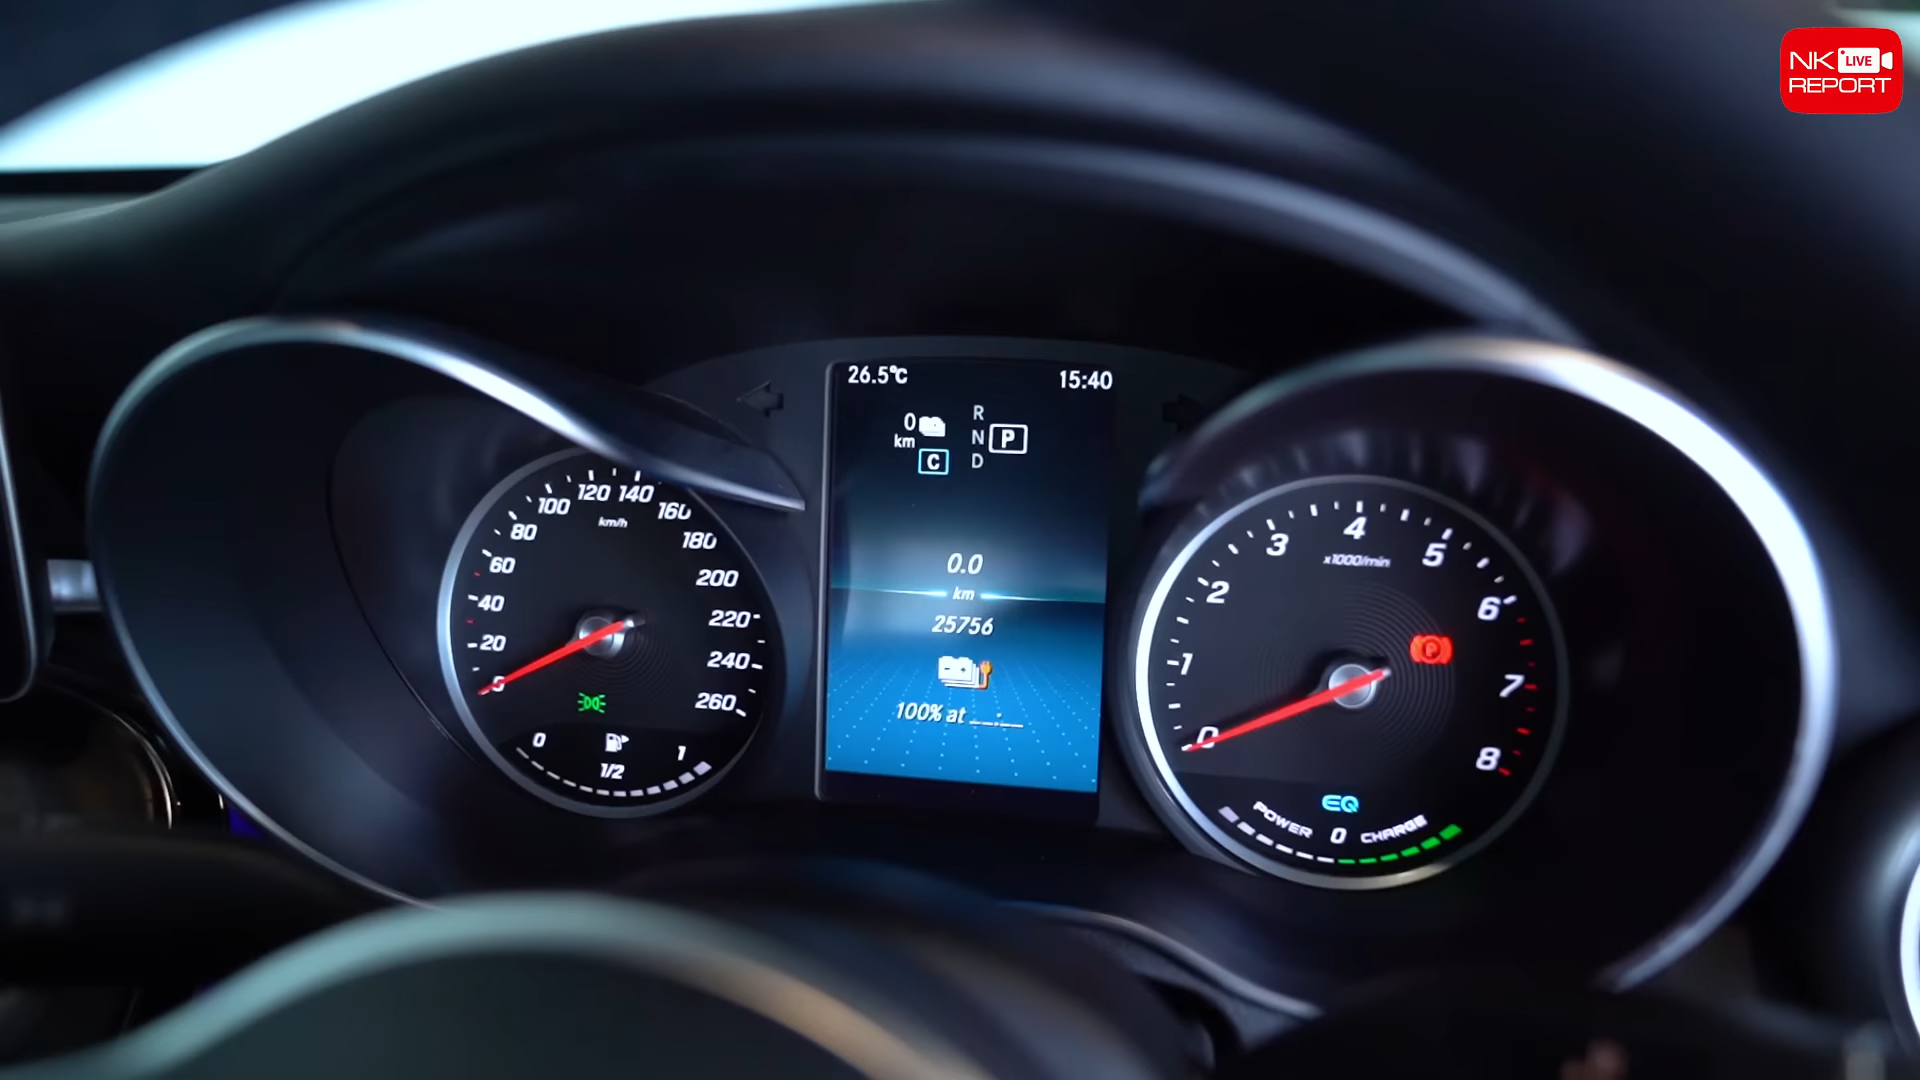 NK LIVE
REPORT
26.5°C 15:40
0
km
C
R
N
D
P
0.0
km
25756
100% at __:__
0
20
40
60
80
100
120
140
160
180
200
220
240
260
km/h
0
1/2
1
0
1
2
3
4
5
6
7
8
x1000/min
P
EQ
POWER 0 CHARGE